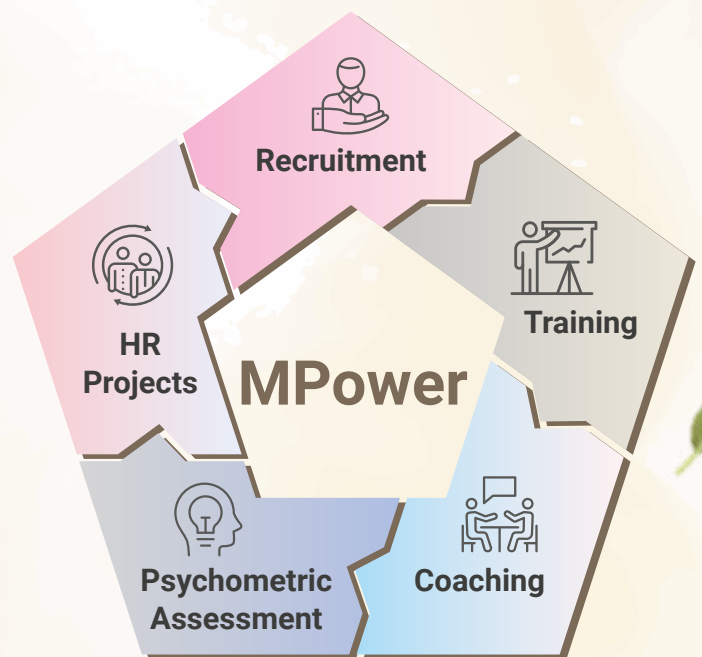 Recruitment
Training
HR
Projects
MPower
Psychometric
Assessment
Coaching